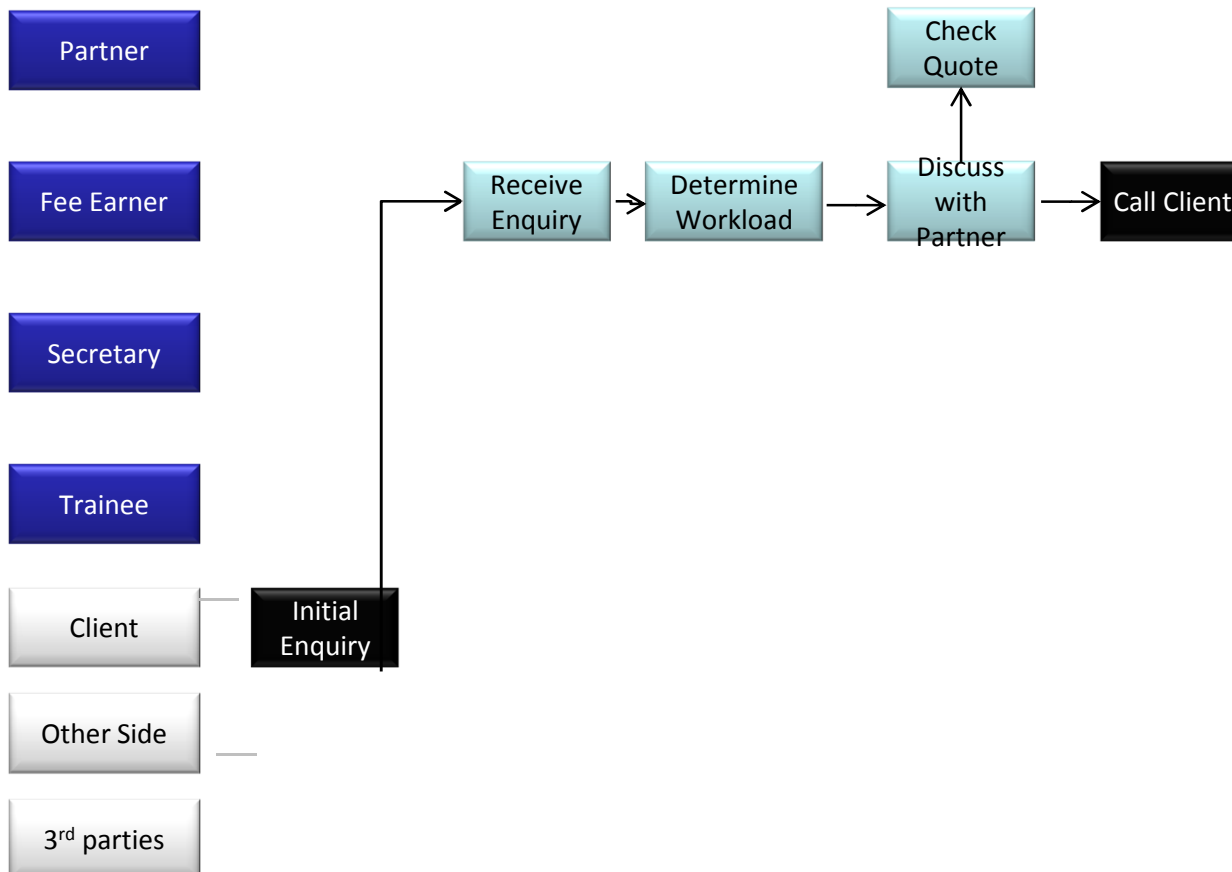 Partner
Check
Quote
Fee Earner
Receive
Enquiry
Determine
Workload
Discuss
with
Partner
Call Client
Secretary
Trainee
Client
Initial
Enquiry
Other Side
3rd parties